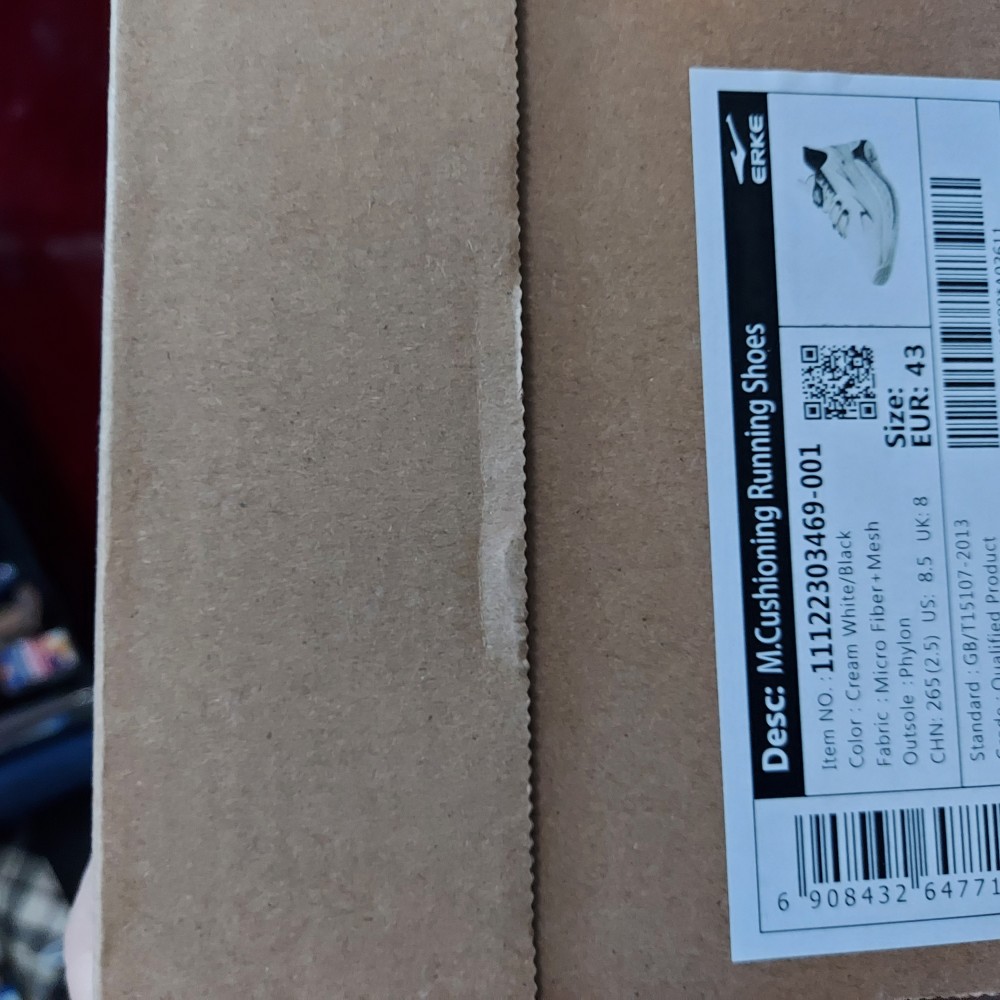 ERKE
Desc: M.Cushioning Running Shoes
Item NO. : 11122303469-001
Color : Cream White/Black
Fabric : Micro Fiber+Mesh
Outsole : Phylon
CHN: 265(2.5) US: 8.5 UK: 8
Size:
EUR: 43
Standard : GB/T15107-2013
Qualified Product
6 908432 64771